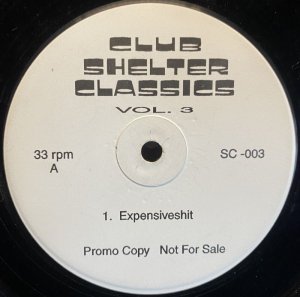 CLUB
SHELTER
CLASSICS
VOL. 3
33 rpm
A
SC -003
1. Expensiveshit
Promo Copy Not For Sale